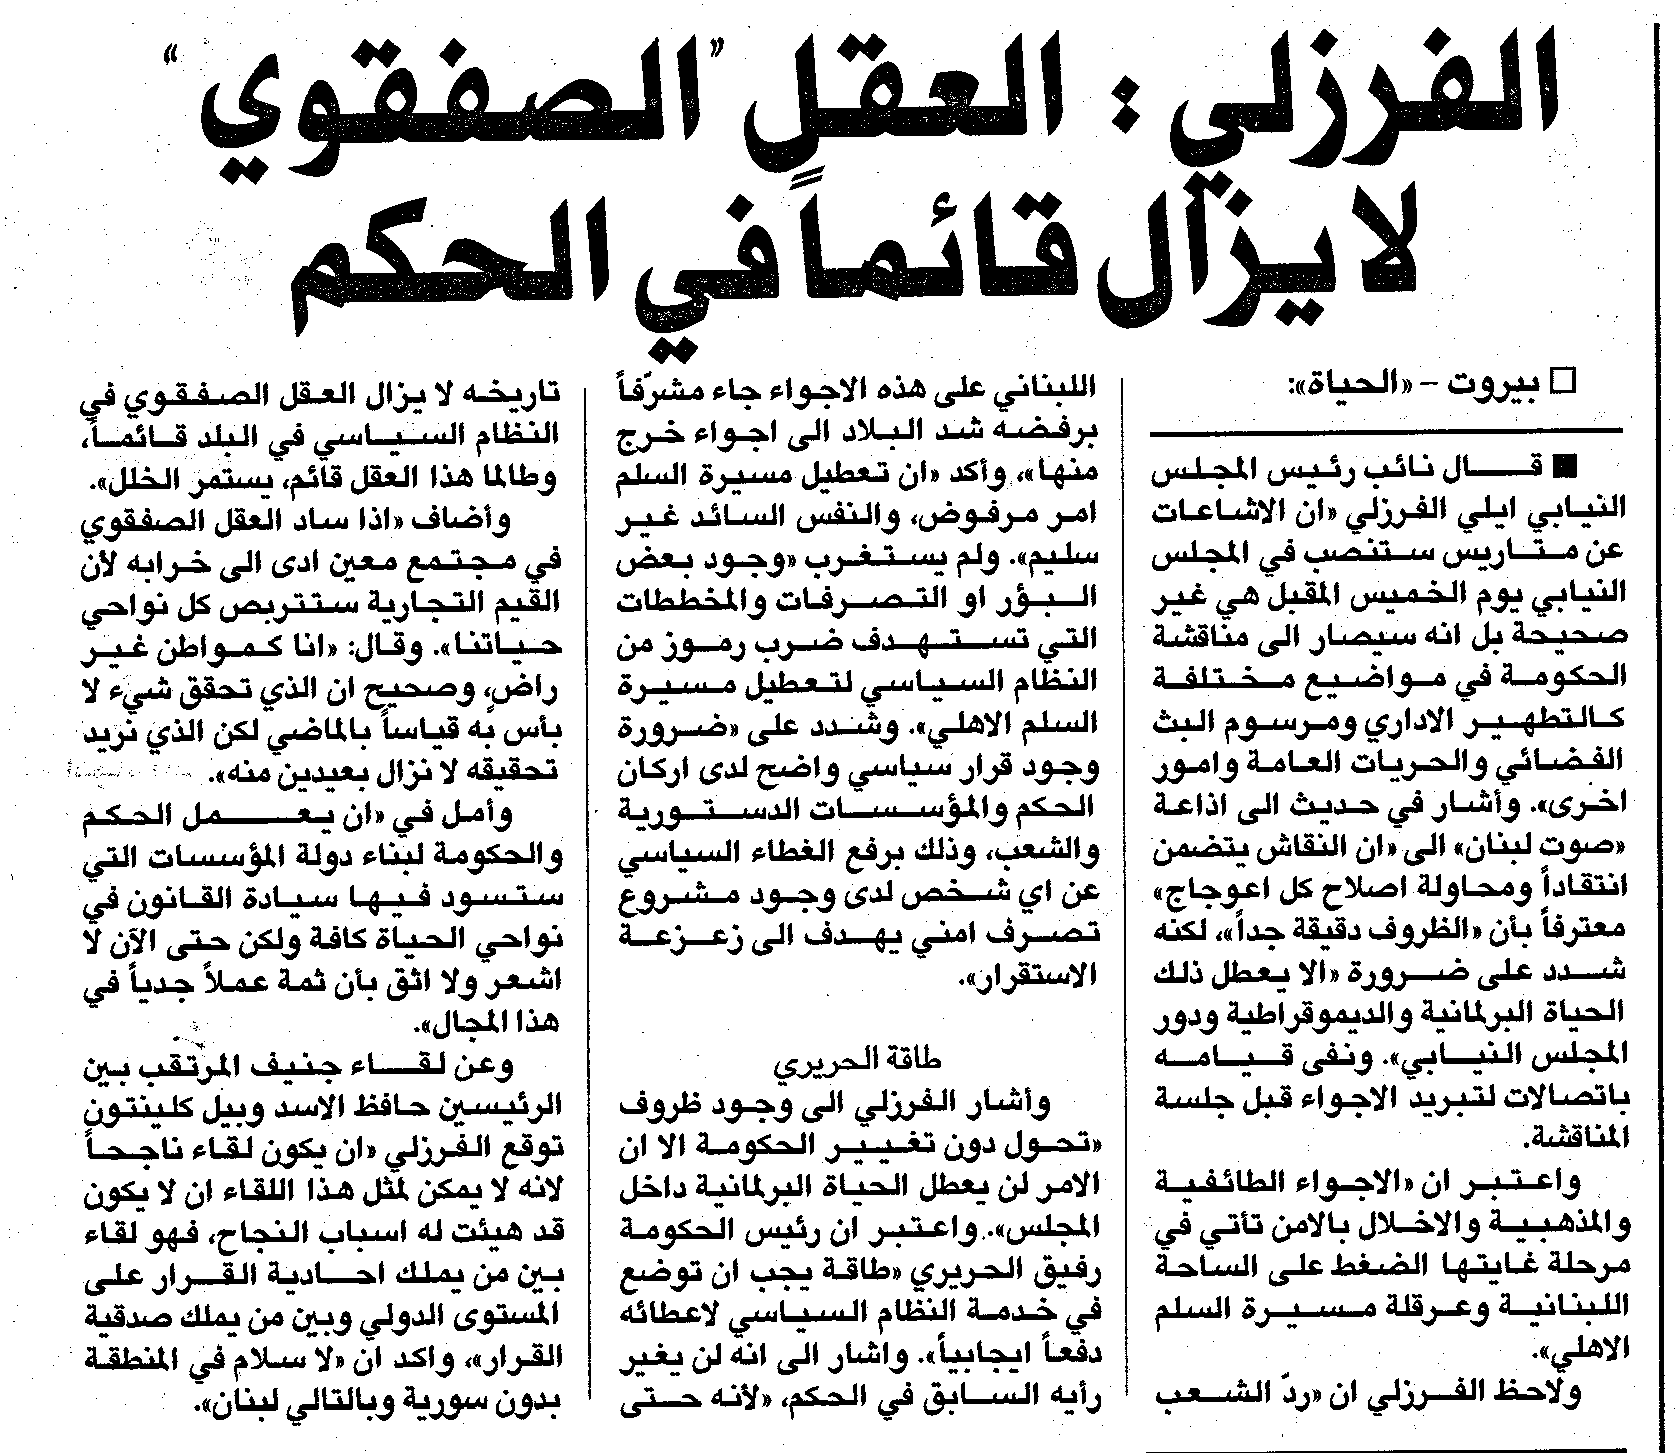 الفرزلي : العقل "الصفقوي"
لا يزال قائماً في الحكم
□ بيروت - «الحياة»:
■ قال نائب رئيس المجلس
النيابي ايلي الفرزلي «ان الاشاعات
عن متاريس ستنصب في المجلس
النيابي يوم الخميس المقبل هي غير
صحيحة بل انه سيصار الى مناقشة
الحكومة في مواضيع مختلفة
كالتطهير الاداري ومرسوم البث
الفضائي والحريات العامة وامور
اخرى». وأشار في حديث الى اذاعة
«صوت لبنان» الى «ان النقاش يتضمن
انتقاداً ومحاولة اصلاح كل اعوجاج»
معترفاً بأن «الظروف دقيقة جداً»، لكنه
شدد على ضرورة «الا يعطل ذلك
الحياة البرلمانية والديموقراطية ودور
المجلس النيابي». ونفى قيامه
باتصالات لتبريد الاجواء قبل جلسة
المناقشة.
واعتبر ان «الاجواء الطائفية
والمذهبية والاخلال بالامن تأتي في
مرحلة غايتها الضغط على الساحة
اللبنانية وعرقلة مسيرة السلم
الاهلي».
ولاحظ الفرزلي ان «ردّ الشعب
اللبناني على هذه الاجواء جاء مشرّفاً
برفضه شد البلاد الى اجواء خرج
منها»، وأكد «ان تعطيل مسيرة السلم
امر مرفوض، والنفس السائد غير
سليم». ولم يستغرب «وجود بعض
البؤر او التصرفات والمخططات
التي تستهدف ضرب رموز من
النظام السياسي لتعطيل مسيرة
السلم الاهلي». وشدد على «ضرورة
وجود قرار سياسي واضح لدى اركان
الحكم والمؤسسات الدستورية
والشعب، وذلك برفع الغطاء السياسي
عن اي شخص لدى وجود مشروع
تصرف امني يهدف الى زعزعة
الاستقرار».
طاقة الحريري
وأشار الفرزلي الى وجود ظروف
«تحول دون تغيير الحكومة الا ان
الامر لن يعطل الحياة البرلمانية داخل
المجلس». واعتبر ان رئيس الحكومة
رفيق الحريري «طاقة يجب ان توضع
في خدمة النظام السياسي لاعطائه
دفعاً ايجابياً». واشار الى انه لن يغير
رأيه السابق في الحكم، «لأنه حتى
تاريخه لا يزال العقل الصفقوي في
النظام السياسي في البلد قائماً،
وطالما هذا العقل قائم، يستمر الخلل».
وأضاف «اذا ساد العقل الصفقوي
في مجتمع معين ادى الى خرابه لأن
القيم التجارية ستتربص كل نواحي
حياتنا». وقال: «انا كمواطن غير
راض، وصحيح ان الذي تحقق شيء لا
بأس به قياساً بالماضي لكن الذي نريد
تحقيقه لا نزال بعيدين منه».
وأمل في «ان يعمل الحكم
والحكومة لبناء دولة المؤسسات التي
ستسود فيها سيادة القانون في
نواحي الحياة كافة ولكن حتى الآن لا
اشعر ولا اثق بأن ثمة عملاً جدياً في
هذا المجال».
وعن لقاء جنيف المرتقب بين
الرئيسين حافظ الاسد وبيل كلينتون
توقع الفرزلي «ان يكون لقاء ناجحاً
لانه لا يمكن لمثل هذا اللقاء ان لا يكون
قد هيئت له اسباب النجاح، فهو لقاء
بين من يملك احادية القرار على
المستوى الدولي وبين من يملك صدقية
القرار»، واكد ان «لا سلام في المنطقة
بدون سورية وبالتالي لبنان».